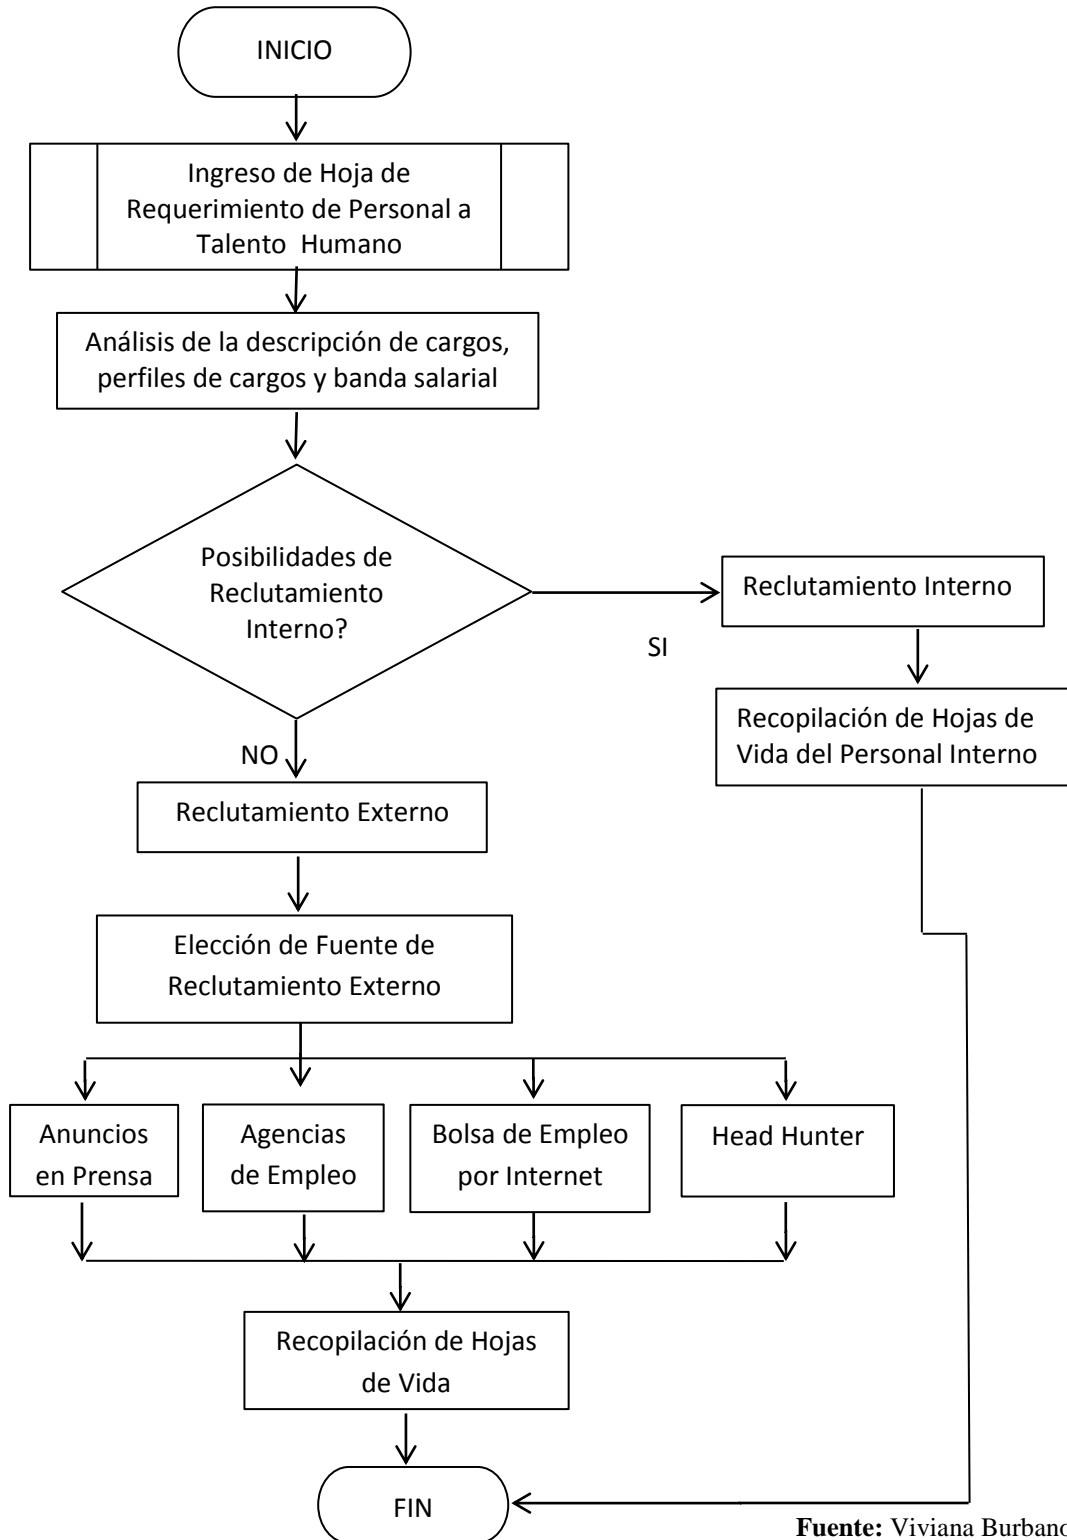 INICIO
Ingreso de Hoja de
Requerimiento de Personal a
Talento Humano
Análisis de la descripción de cargos,
perfiles de cargos y banda salarial
Posibilidades de
Reclutamiento
Interno?
SI
Reclutamiento Interno
Recopilación de Hojas de
Vida del Personal Interno
NO
Reclutamiento Externo
Elección de Fuente de
Reclutamiento Externo
Anuncios
en Prensa
Agencias
de Empleo
Bolsa de Empleo
por Internet
Head Hunter
Recopilación de Hojas
de Vida
FIN
Fuente: Viviana Burbano